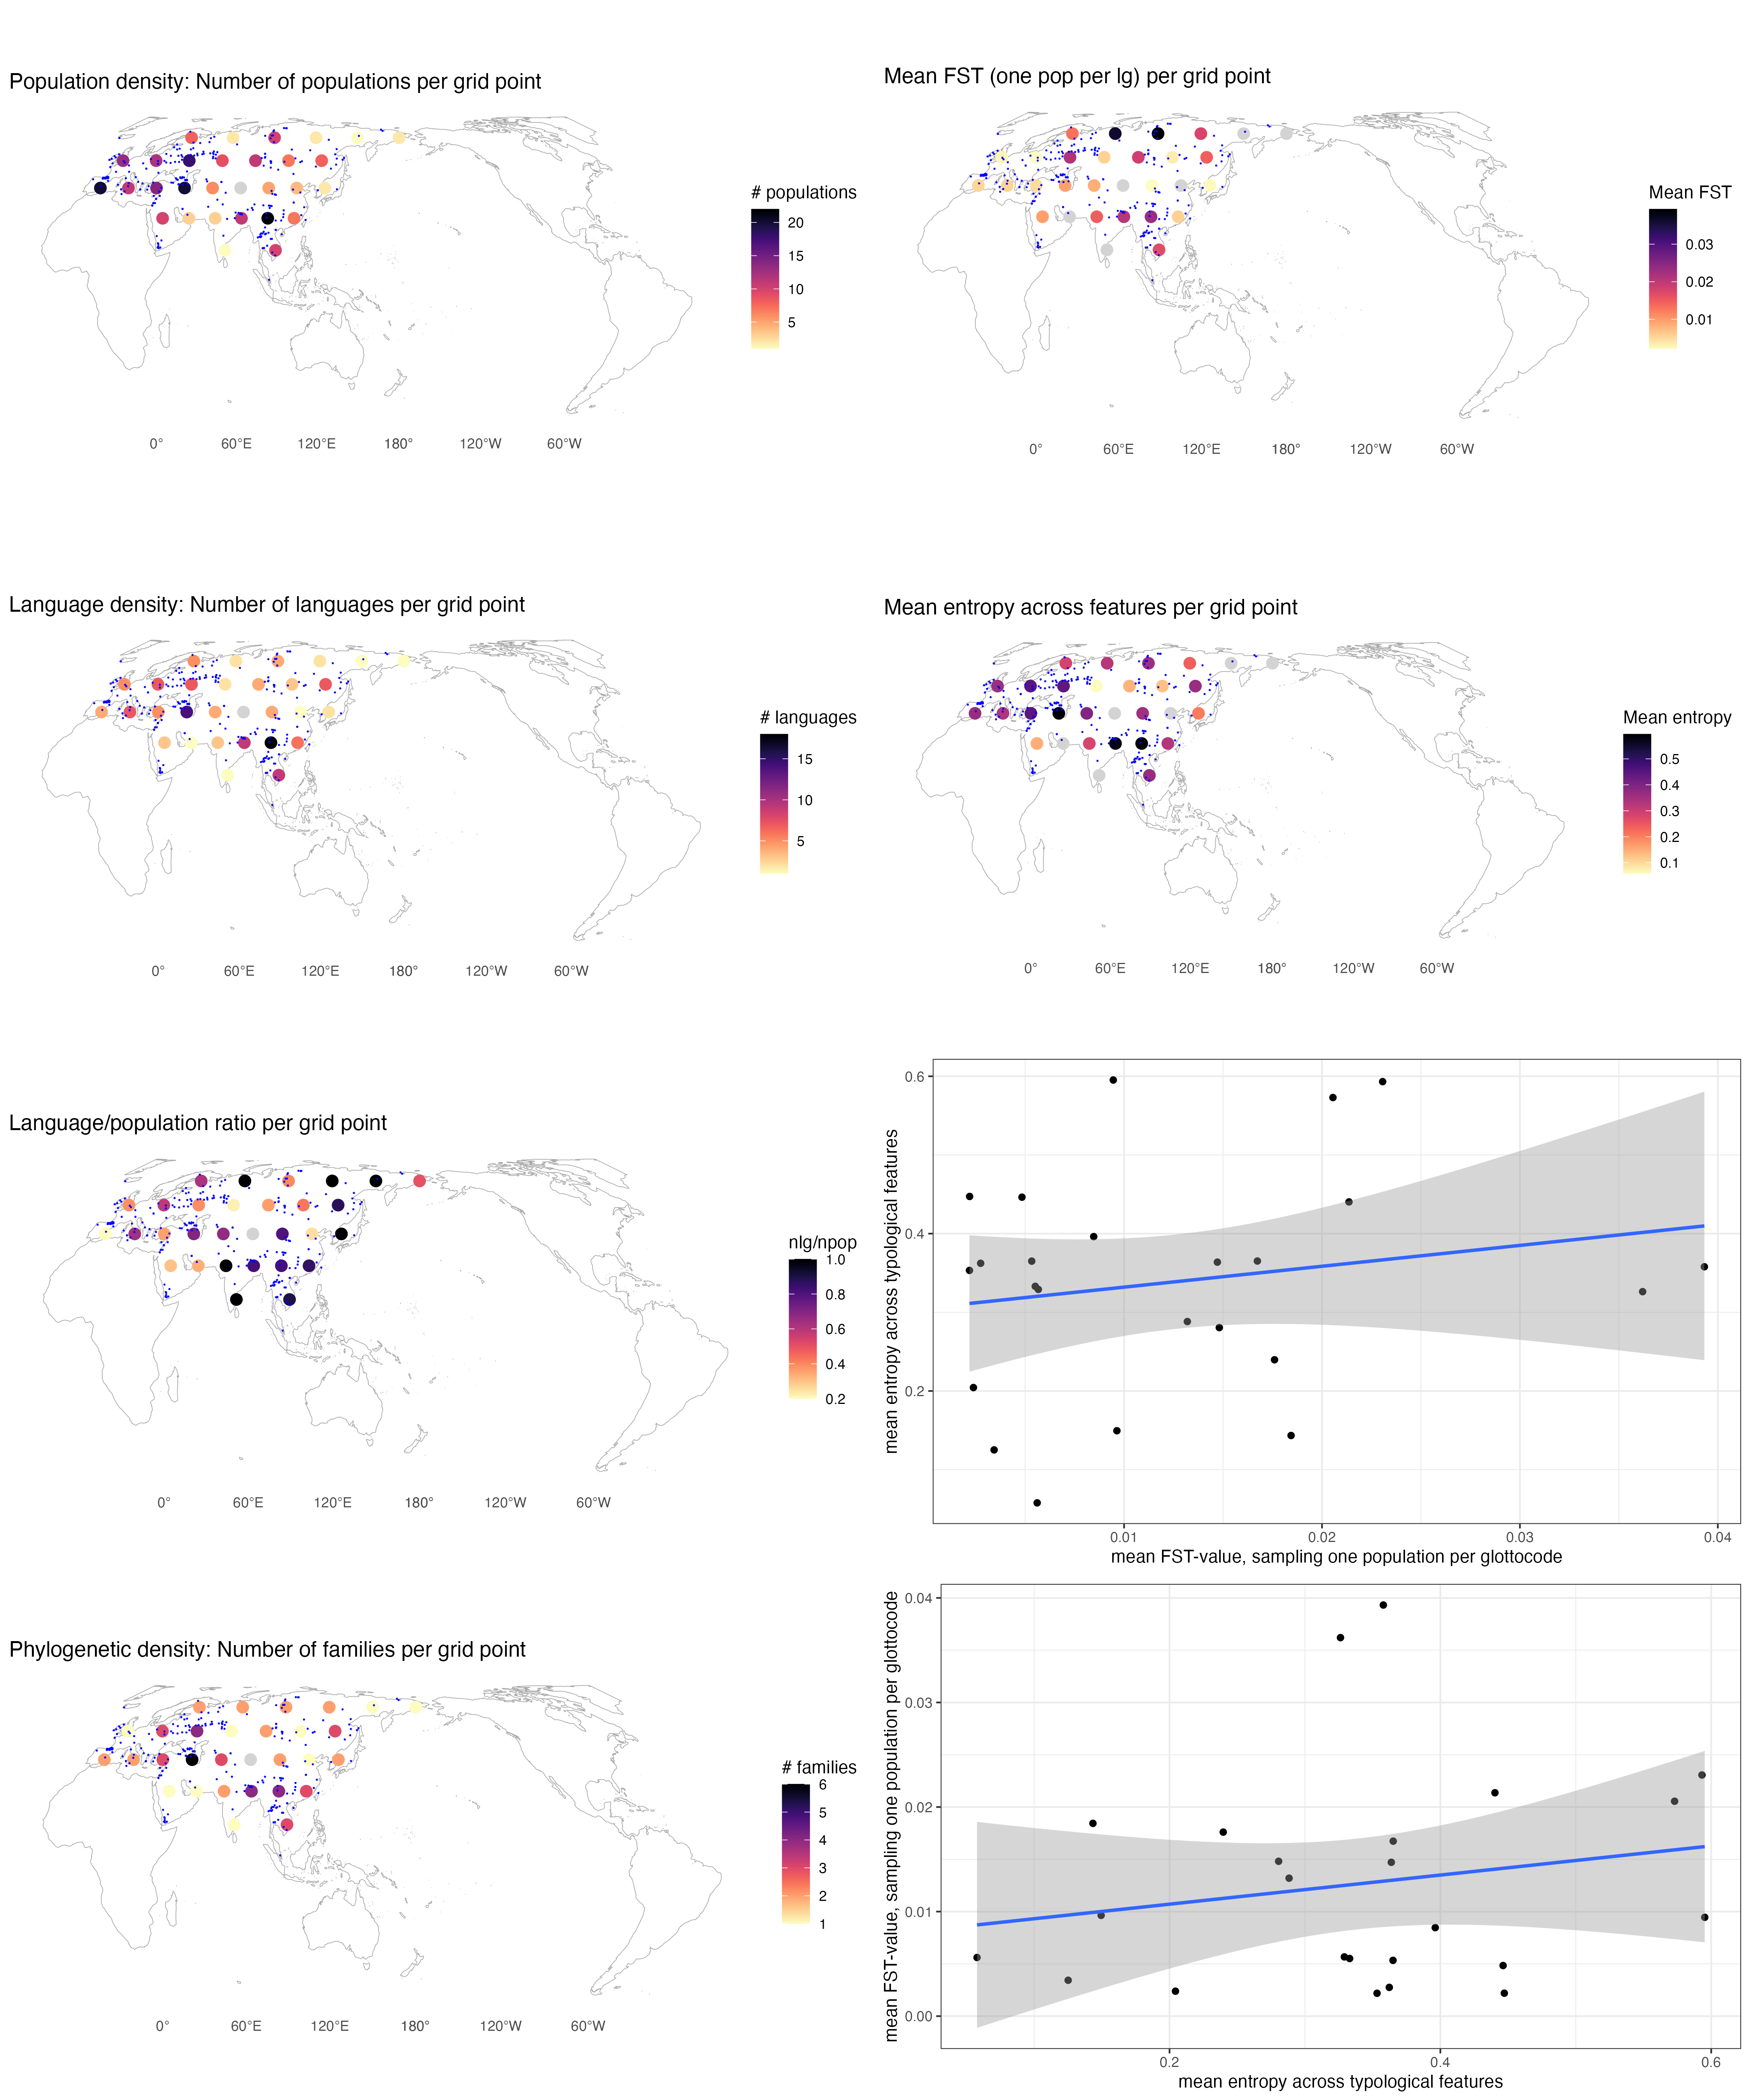 Population density: Number of populations per grid point
# populations
20
15
10
5
0° 60°E 120°E 180° 120°W 60°W
Mean FST (one pop per lg) per grid point
Mean FST
0.03
0.02
0.01
0° 60°E 120°E 180° 120°W 60°W
Language density: Number of languages per grid point
# languages
15
10
5
0° 60°E 120°E 180° 120°W 60°W
Mean entropy across features per grid point
Mean entropy
0.5
0.4
0.3
0.2
0.1
0° 60°E 120°E 180° 120°W 60°W
Language/population ratio per grid point
nlg/npop
1.0
0.8
0.6
0.4
0.2
0° 60°E 120°E 180° 120°W 60°W
mean entropy across typological features
0.6
0.4
0.2
0.01 0.02 0.03 0.04
mean FST-value, sampling one population per glottocode
Phylogenetic density: Number of families per grid point
# families
6
5
4
3
2
1
0° 60°E 120°E 180° 120°W 60°W
mean FST-value, sampling one population per glottocode
0.04
0.03
0.02
0.01
0.00
0.2 0.4 0.6
mean entropy across typological features